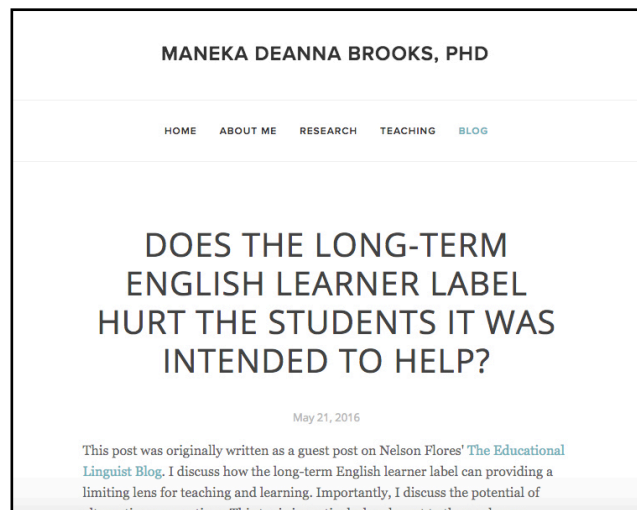 MANEKA DEANNA BROOKS, PHD
HOME ABOUT ME RESEARCH TEACHING BLOG
DOES THE LONG-TERM
ENGLISH LEARNER LABEL
HURT THE STUDENTS IT WAS
INTENDED TO HELP?
May 21, 2016
This post was originally written as a guest post on Nelson Flores' The Educational
Linguist Blog. I discuss how the long-term English learner label can providing a
limiting lens for teaching and learning. Importantly, I discuss the potential of